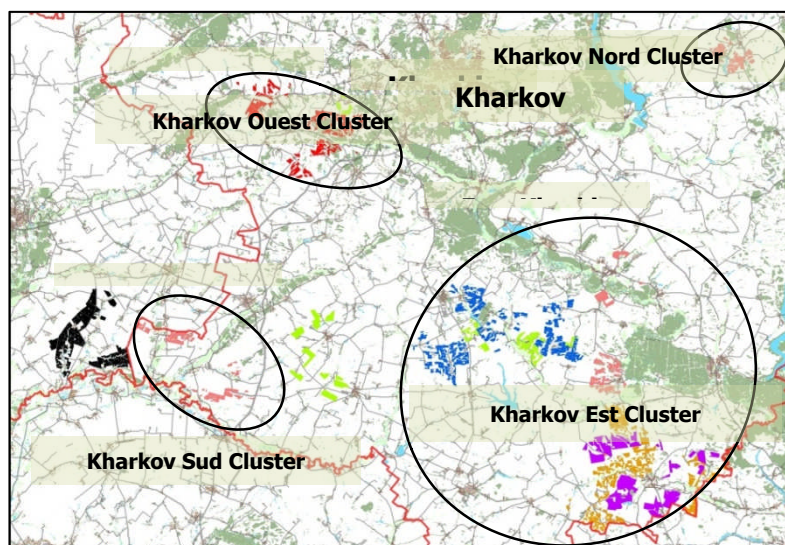 Kharkov Nord Cluster
Kharkov
Kharkov Ouest Cluster
Kharkov Est Cluster
Kharkov Sud Cluster